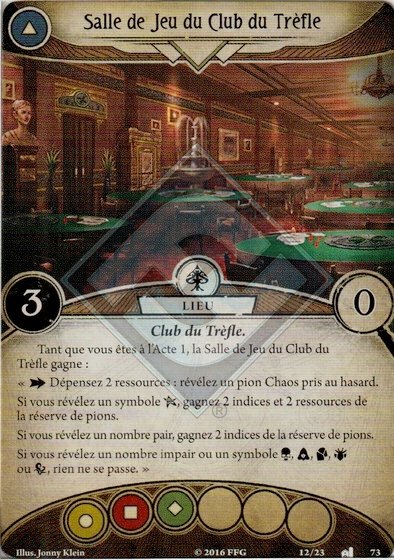 Salle de Jeu du Club du Trèfle
3
LIEU
0
Club du Trèfle.
Tant que vous êtes à l'Acte 1, la Salle de Jeu du Club du
Trèfle gagne :
« Dépensez 2 ressources : révélez un pion Chaos pris au hasard.
Si vous révélez un symbole , gagnez 2 indices et 2 ressources de
la réserve de pions.
Si vous révélez un nombre pair, gagnez 2 indices de la réserve de pions.
Si vous révélez un nombre impair ou un symbole , , , 
ou , rien ne se passe. »
®
Illus. Jonny Klein
© 2016 FFG
12/23
73